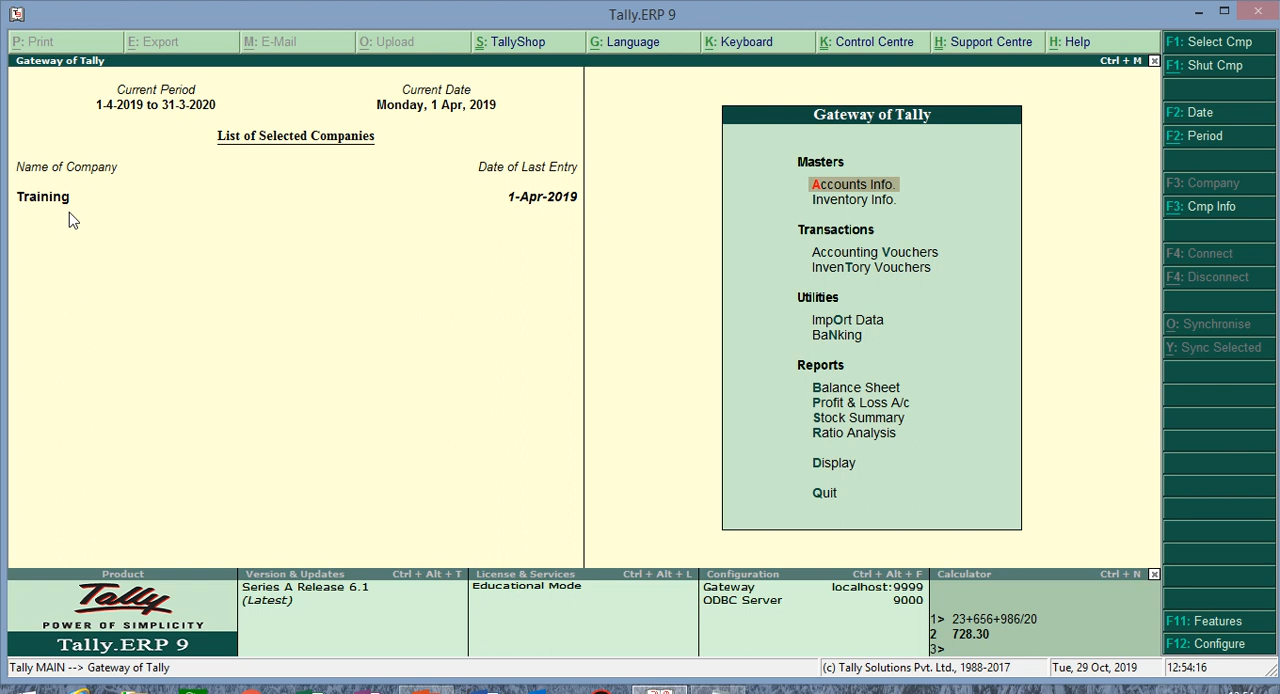 Tally.ERP 9
P: Print E: Export M: E-Mail O: Upload S: TallyShop G: Language K: Keyboard K: Control Centre H: Support Centre H: Help
Gateway of Tally Ctrl + M
Current Period Current Date
1-4-2019 to 31-3-2020 Monday, 1 Apr, 2019
List of Selected Companies
Name of Company Date of Last Entry
Training 1-Apr-2019
Gateway of Tally
Masters
Accounts Info.
Inventory Info.
Transactions
Accounting Vouchers
InvenTory Vouchers
Utilities
ImpOrt Data
BaNking
Reports
Balance Sheet
Profit & Loss A/c
Stock Summary
Ratio Analysis
Display
Quit
F1: Select Cmp
F1: Shut Cmp
F2: Date
F2: Period
F3: Company
F3: Cmp Info
F4: Connect
F4: Disconnect
O: Synchronise
Y: Sync Selected
F11: Features
F12: Configure
Product
Tally
POWER OF SIMPLICITY
Tally.ERP 9
Version & Updates Ctrl + Alt + T
Series A Release 6.1
(Latest)
License & Services Ctrl + Alt + L
Educational Mode
Configuration Ctrl + Alt + F
Gateway localhost:9999
ODBC Server 9000
Calculator Ctrl + N
1> 23+656+986/20
2 728.30
3>
Tally MAIN --> Gateway of Tally (c) Tally Solutions Pvt. Ltd., 1988-2017 Tue, 29 Oct, 2019 12:54:16